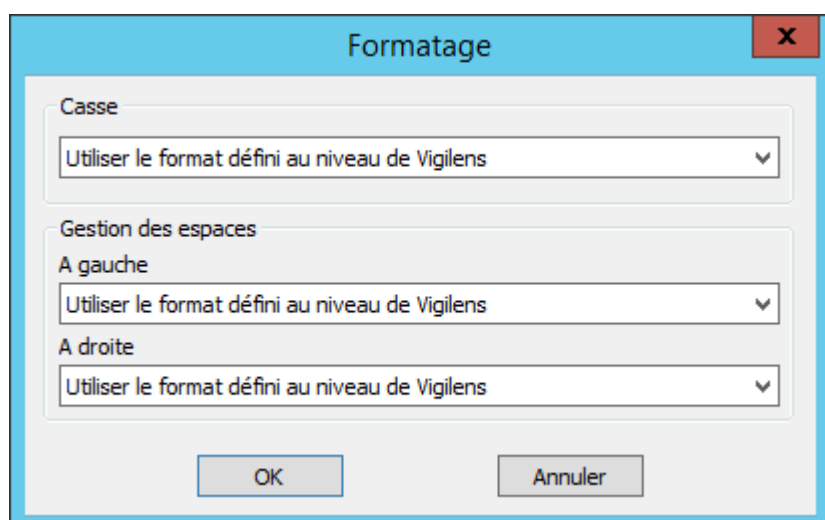 Formatage
x
Casse
Utiliser le format défini au niveau de Vigilens
Gestion des espaces
A gauche
Utiliser le format défini au niveau de Vigilens
A droite
Utiliser le format défini au niveau de Vigilens
OK Annuler